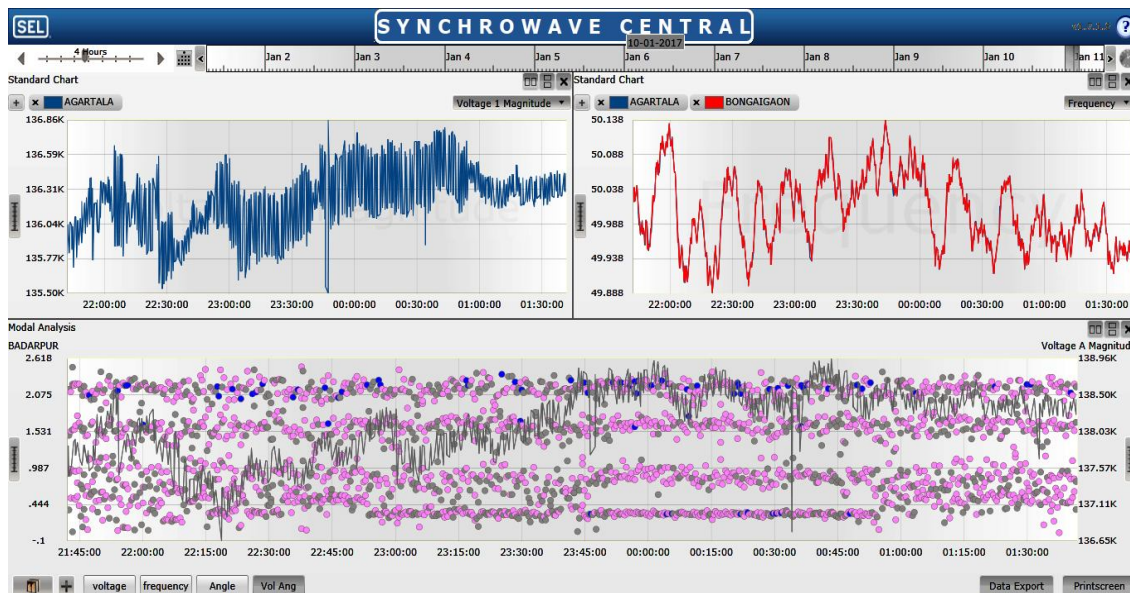 SEL
SYNCHROWAVE CENTRAL
10-01-2017
4 Hours
Jan 2 Jan 3 Jan 4 Jan 5 Jan 6 Jan 7 Jan 8 Jan 9 Jan 10 Jan 11
Standard Chart
AGARTALA
Voltage 1 Magnitude
136.86K
136.59K
136.31K
136.04K
135.77K
135.50K
22:00:00 22:30:00 23:00:00 23:30:00 00:00:00 00:30:00 01:00:00 01:30:00
Standard Chart
AGARTALA BONGAIGAON
Frequency
50.138
50.088
50.038
49.988
49.938
49.888
22:00:00 22:30:00 23:00:00 23:30:00 00:00:00 00:30:00 01:00:00 01:30:00
Modal Analysis
BADARPUR
Voltage A Magnitud
2.618 138.96K
2.075 138.50K
1.531 138.03K
.987 137.57K
.444 137.11K
-.1 136.65K
21:45:00 22:00:00 22:15:00 22:30:00 22:45:00 23:00:00 23:15:00 23:30:00 23:45:00 00:00:00 00:15:00 00:30:00 00:45:00 01:00:00 01:15:00 01:30:00
voltage frequency Angle Vol Ang Data Export Printscreen